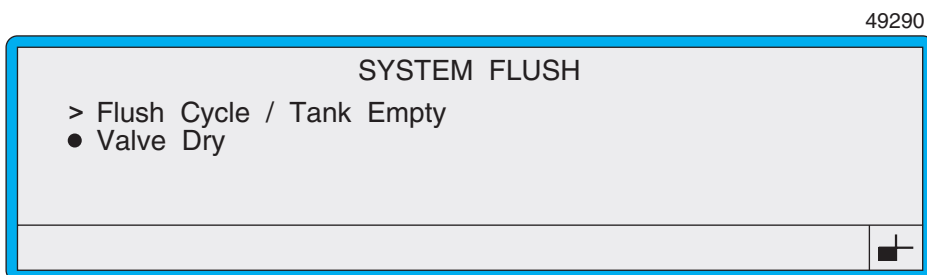 49290
SYSTEM FLUSH
> Flush Cycle / Tank Empty
● Valve Dry